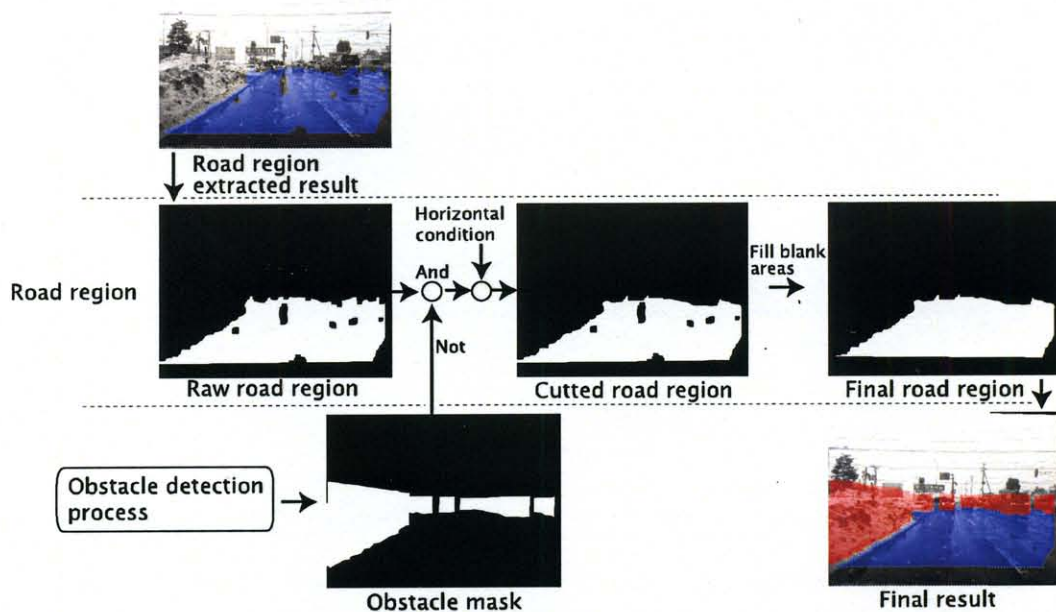 Road region
extracted result
Horizontal
condition
And
Fill blank
areas
Road region
Not
Raw road region
Cutted road region
Final road region
Obstacle detection
process
Obstacle mask
Final result